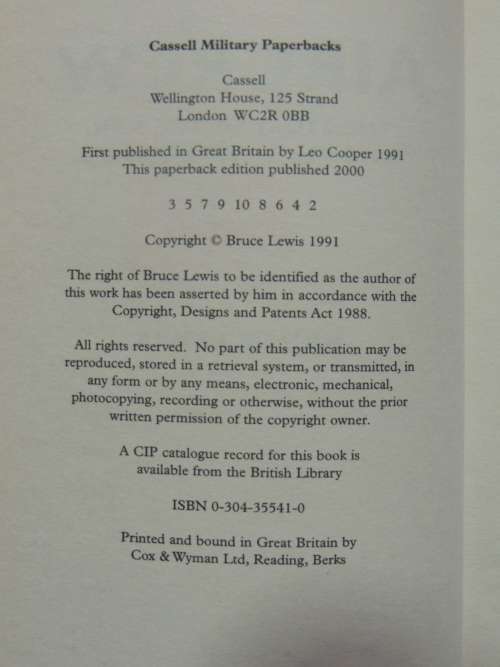 Cassell Military Paperbacks
Cassell
Wellington House, 125 Strand
London WC2R 0BB
First published in Great Britain by Leo Cooper 1991
This paperback edition published 2000
3 5 7 9 10 8 6 4 2
Copyright © Bruce Lewis 1991
The right of Bruce Lewis to be identified as the author of
this work has been asserted by him in accordance with the
Copyright, Designs and Patents Act 1988.
All rights reserved. No part of this publication may be
reproduced, stored in a retrieval system, or transmitted, in
any form or by any means, electronic, mechanical,
photocopying, recording or otherwise, without the prior
written permission of the copyright owner.
A CIP catalogue record for this book is
available from the British Library
ISBN 0-304-35541-0
Printed and bound in Great Britain by
Cox & Wyman Ltd, Reading, Berks